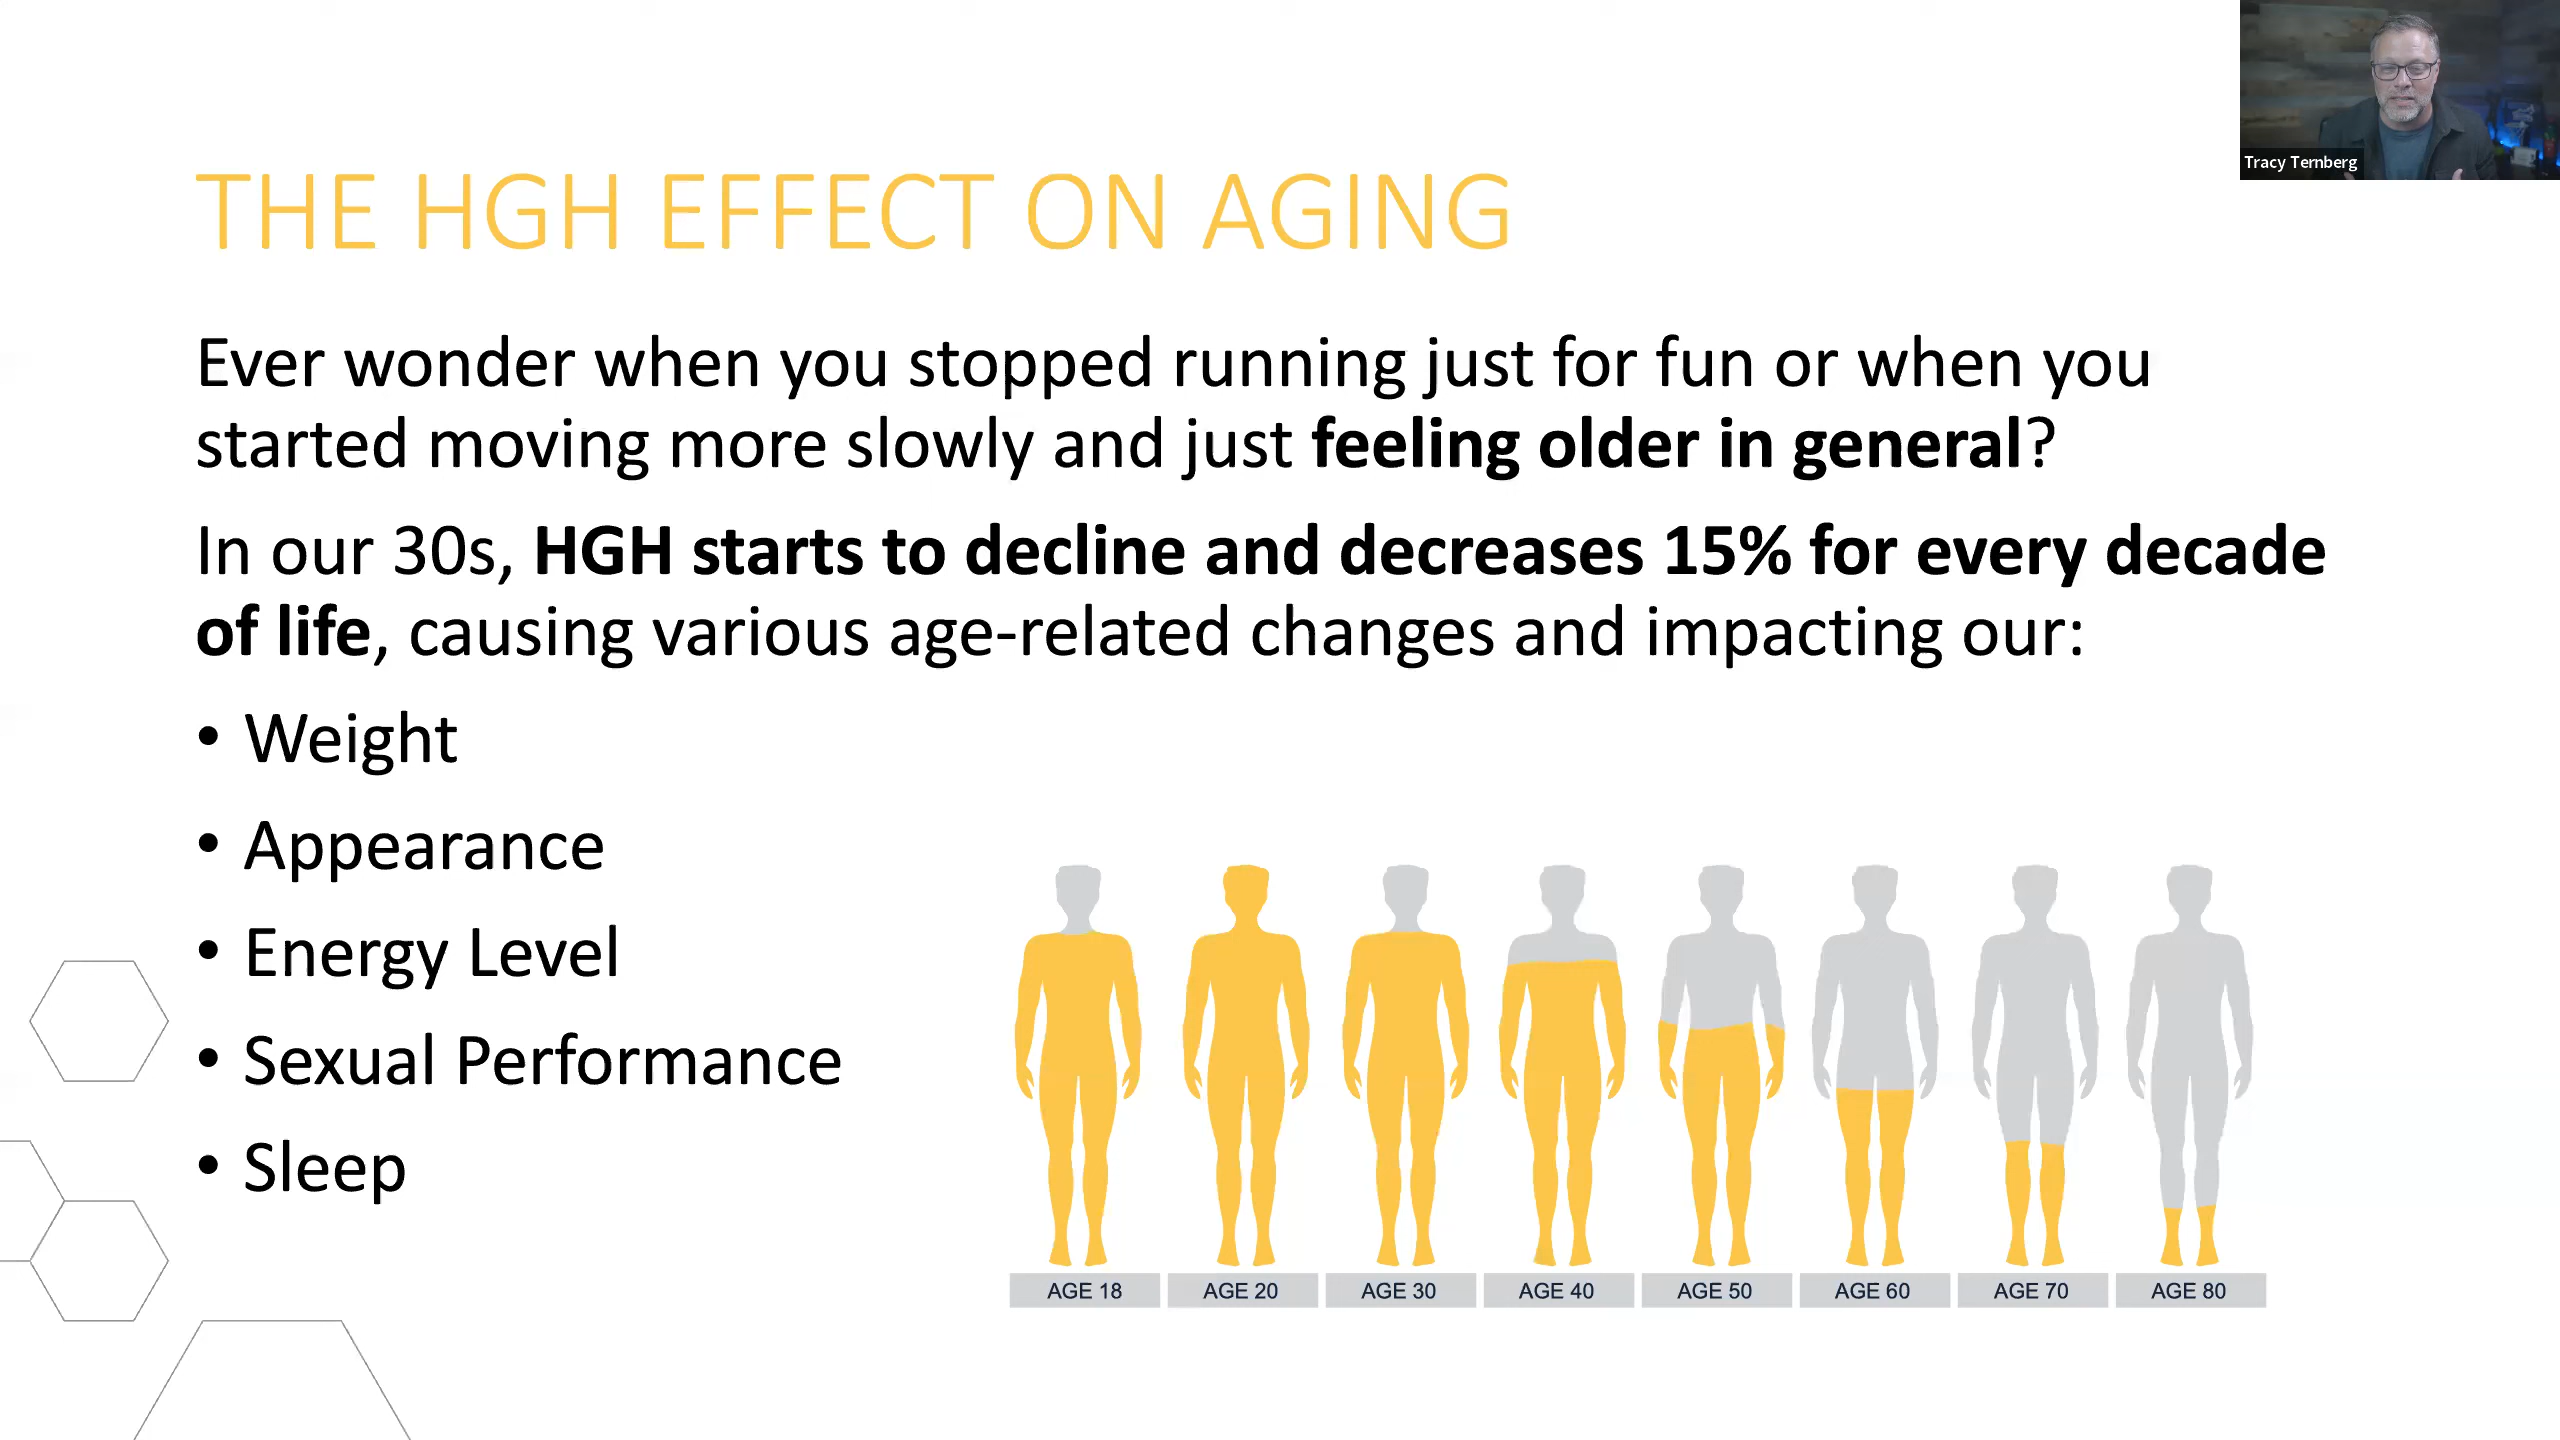 Tracy Ternberg
THE HGH EFFECT ON AGING
Ever wonder when you stopped running just for fun or when you
started moving more slowly and just feeling older in general?
In our 30s, HGH starts to decline and decreases 15% for every decade
of life, causing various age-related changes and impacting our:
• Weight
• Appearance
• Energy Level
• Sexual Performance
• Sleep
AGE 18
AGE 20
AGE 30
AGE 40
AGE 50
AGE 60
AGE 70
AGE 80